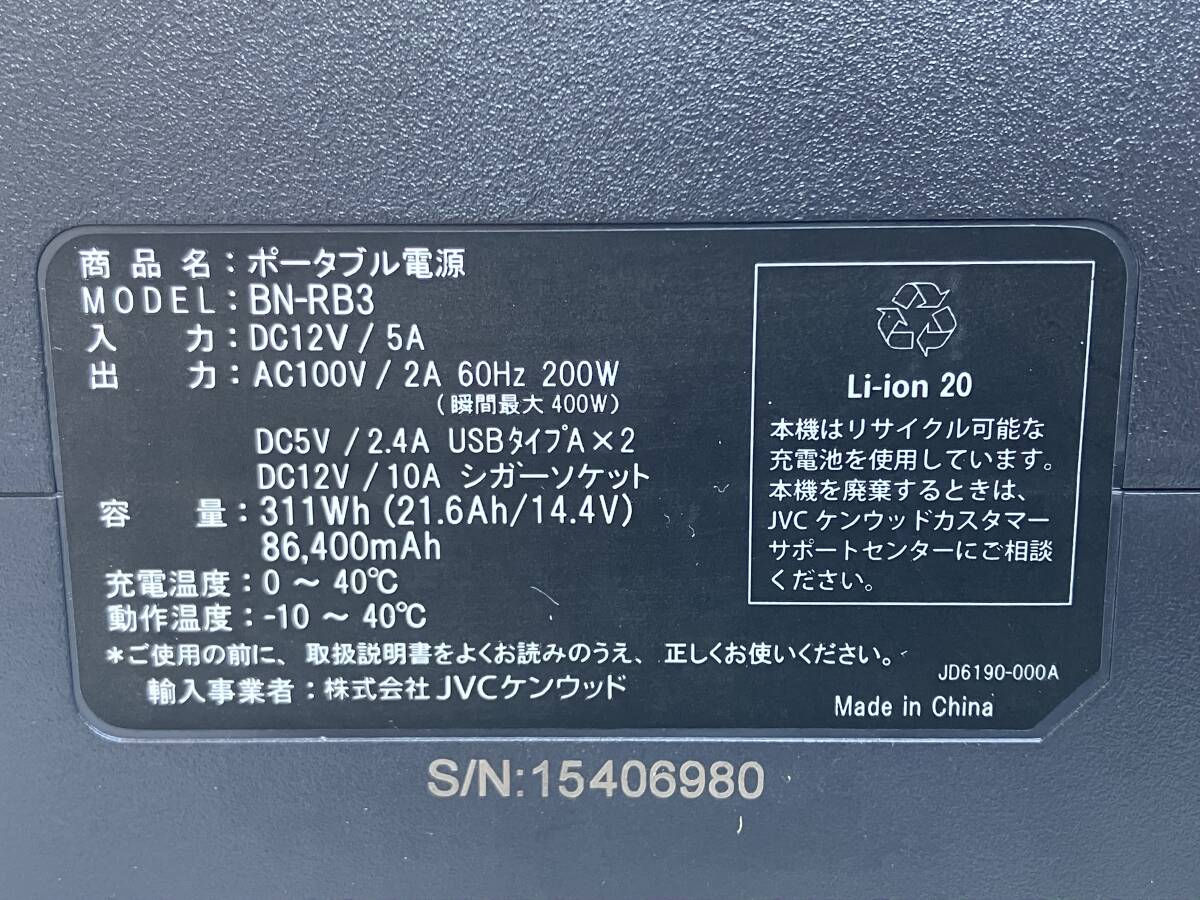 商品名：ポータブル電源
MODEL：BN-RB3
入力：DC12V / 5A
出力：AC100V / 2A 60Hz 200W
（瞬間最大 400W）
DC5V / 2.4A USBタイプA×2
DC12V / 10A シガーソケット
容量：311Wh (21.6Ah/14.4V)
86,400mAh
充電温度：0 ～ 40℃
動作温度：-10 ～ 40℃
＊ご使用の前に、取扱説明書をよくお読みのうえ、正しくお使いください。
輸入事業者：株式会社JVCケンウッド
Li-ion 20
本機はリサイクル可能な
充電池を使用しています。
本機を廃棄するときは、
JVCケンウッドカスタマー
サポートセンターにご相談
ください。
JD6190-000A
Made in China
S/N:15406980